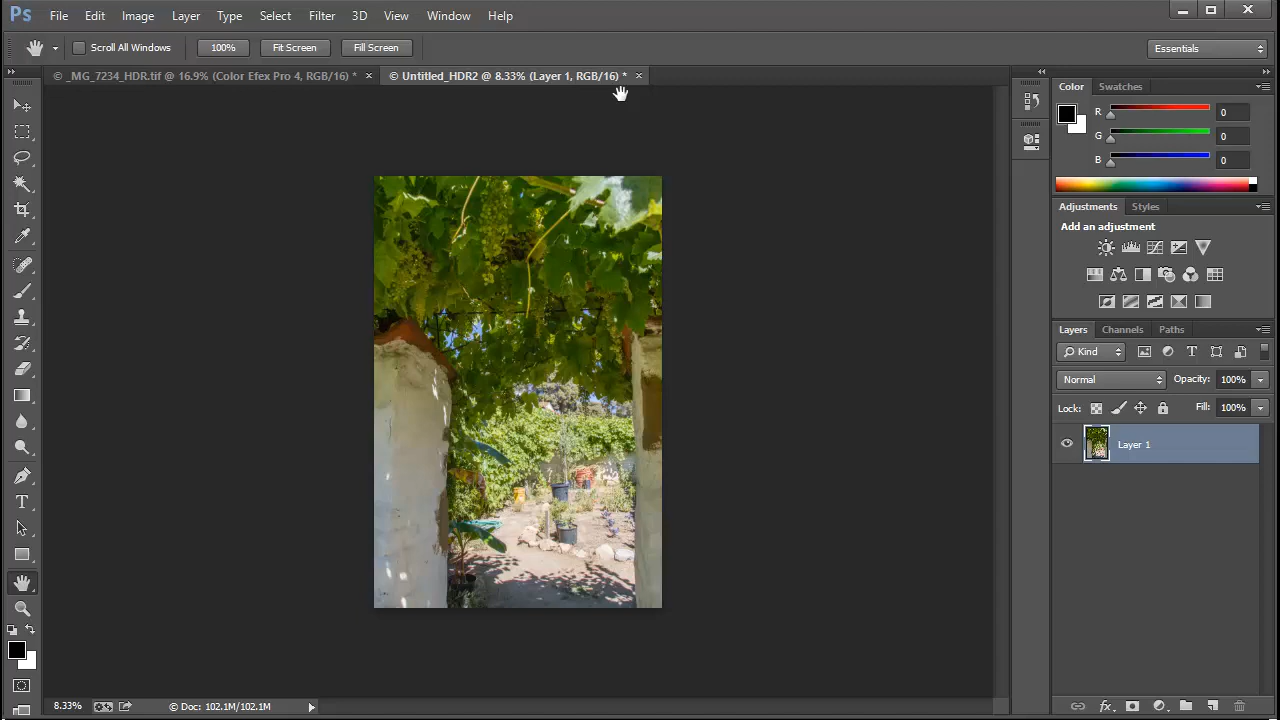 Ps File Edit Image Layer Type Select Filter 3D View Window Help
Scroll All Windows 100% Fit Screen Fill Screen Essentials
© _MG_7234_HDR.tif @ 16.9% (Color Efex Pro 4, RGB/16) * × © Untitled_HDR2 @ 8.33% (Layer 1, RGB/16) * ×
Color Swatches
R 0
G 0
B 0
Adjustments Styles
Add an adjustment
Layers Channels Paths
Kind
Normal Opacity: 100%
Lock: Fill: 100%
Layer 1
8.33% © Doc: 102.1M/102.1M